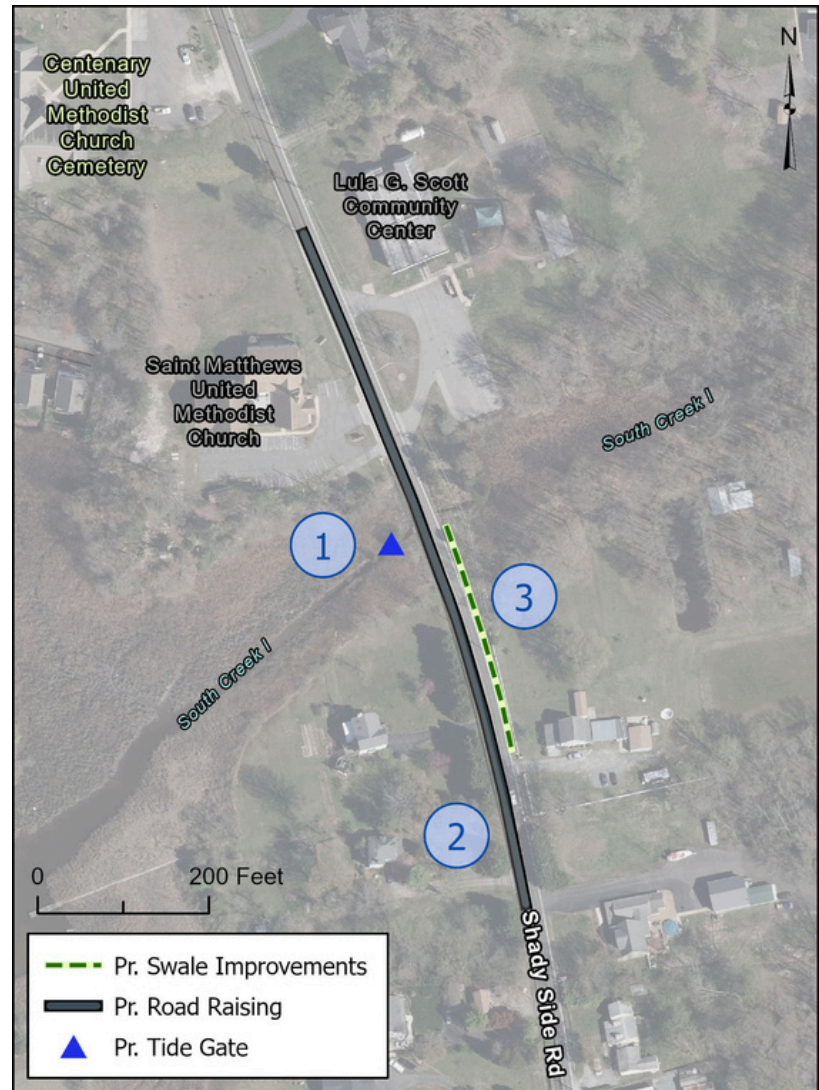 Centenary
United
Methodist
Church
Cemetery
N
Lula G. Scott
Community
Center
Saint Matthews
United
Methodist
Church
South Creek I
1
3
South Creek I
2
0 200 Feet
Shady Side Rd
Pr. Swale Improvements
Pr. Road Raising
Pr. Tide Gate